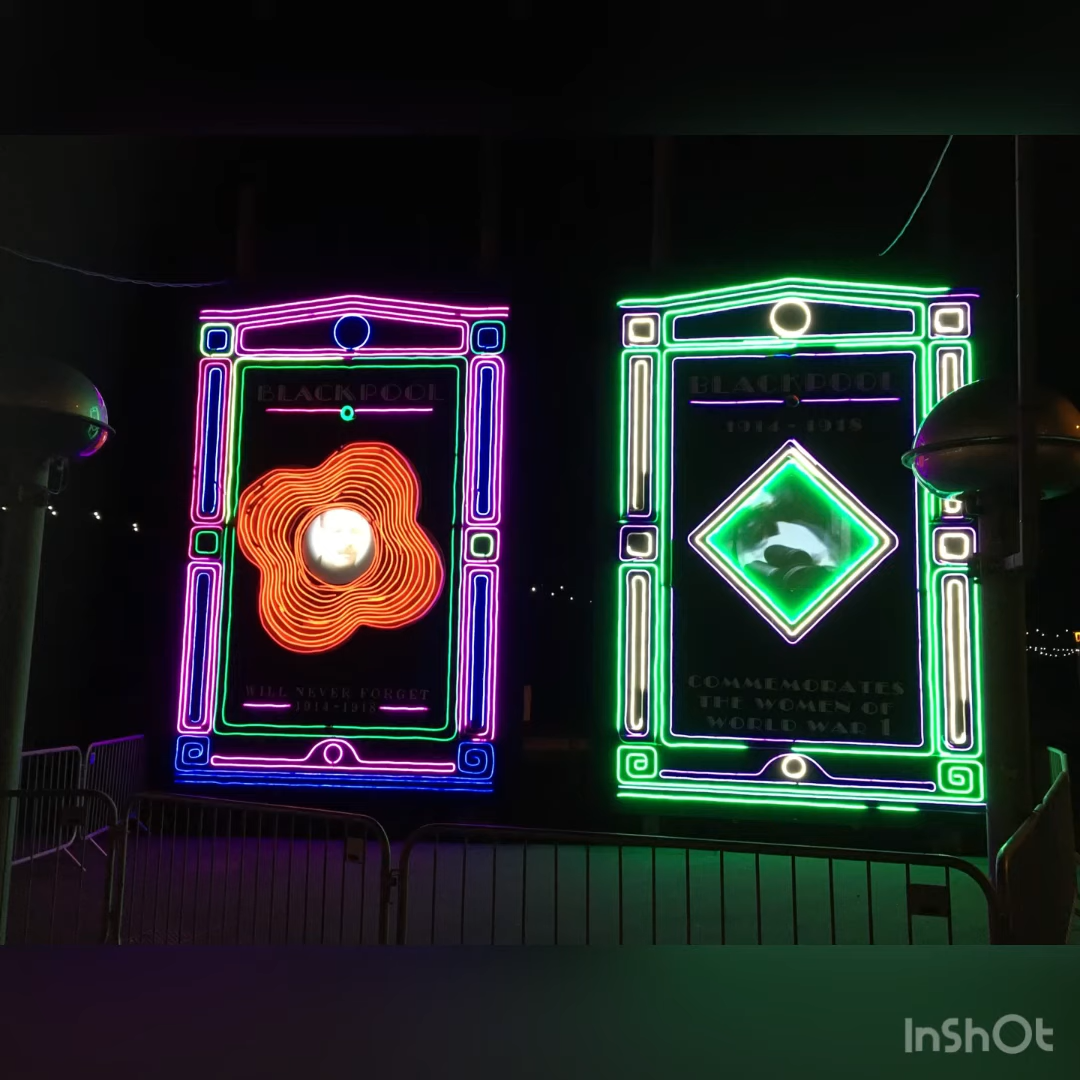 BLACKPOOL
WILL NEVER FORGET
1914-1918
BLACKPOOL
1914-1918
COMMEMORATES
THE WOMEN OF
WORLD WAR 1
InShOt